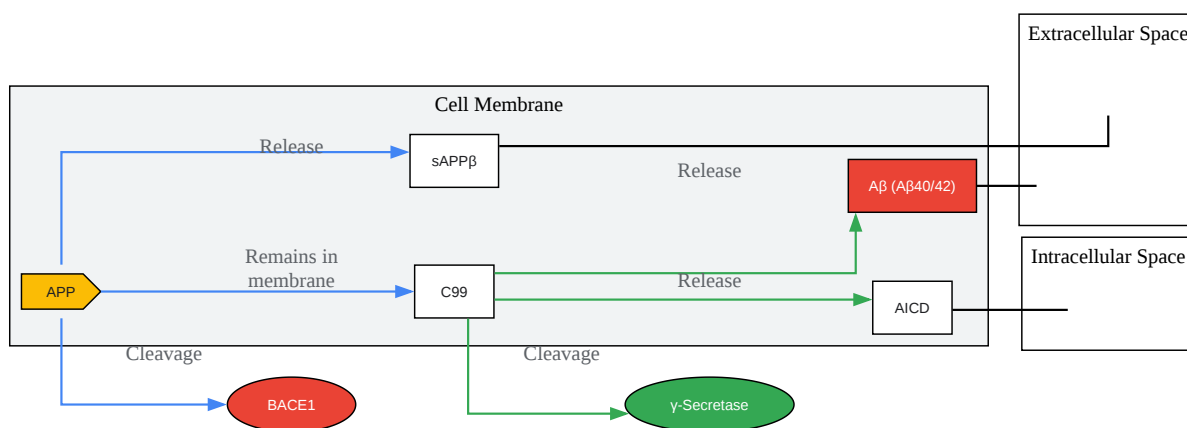 Extracellular Space
Cell Membrane
Release
sAPPβ
Release
Aβ (Aβ40/42)
Remains in
membrane
Intracellular Space
APP
C99
Release
AICD
Cleavage
Cleavage
BACE1
γ-Secretase